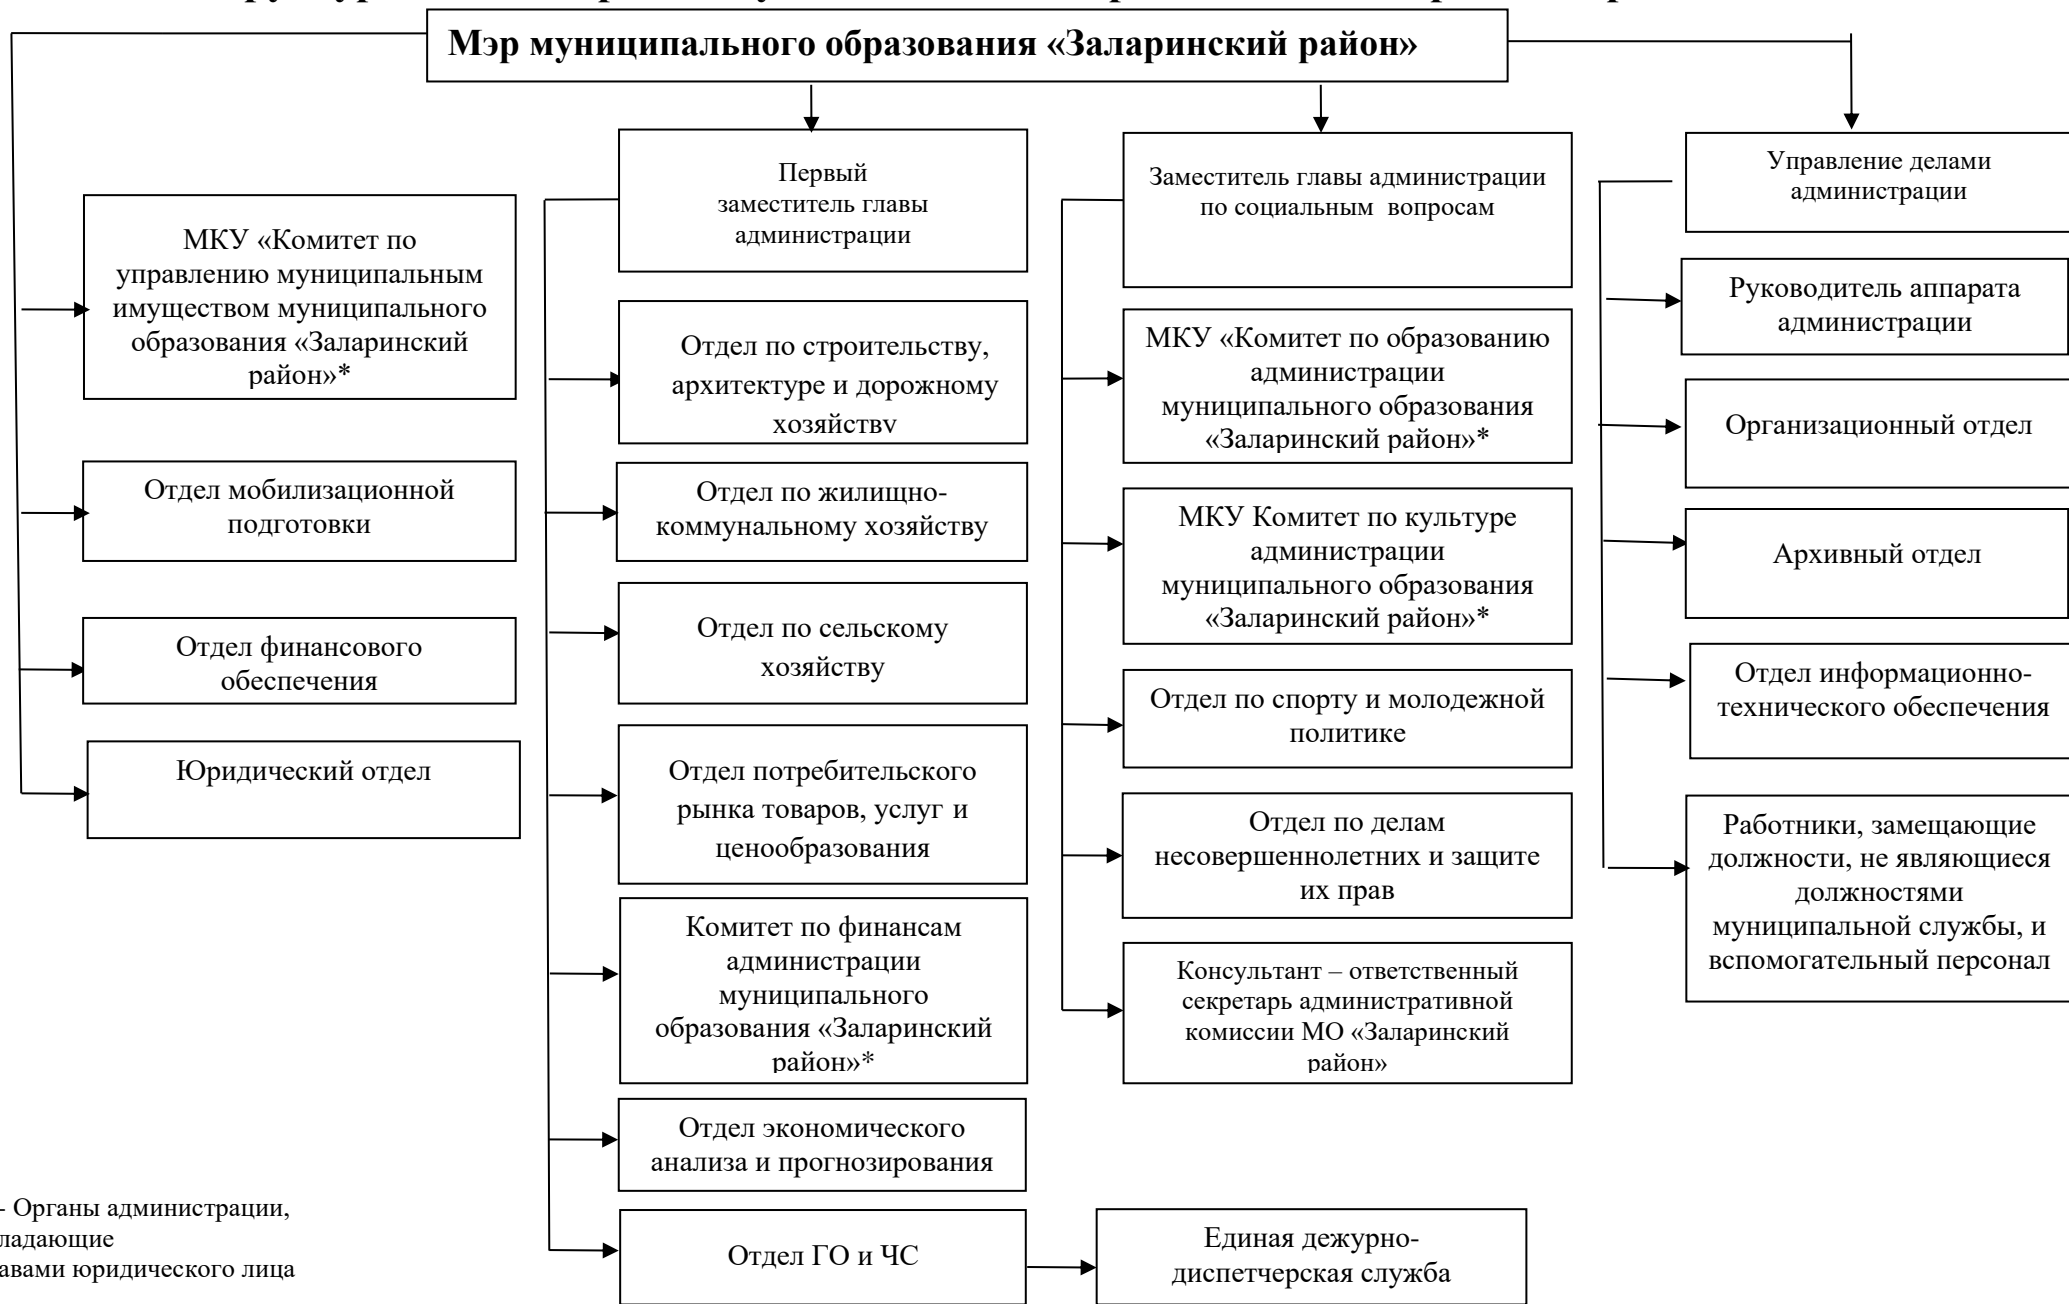 Мэр муниципального образования «Заларинский район»
МКУ «Комитет по
управлению муниципальным
имуществом муниципального
образования «Заларинский
район»*
Отдел мобилизационной
подготовки
Отдел финансового
обеспечения
Юридический отдел
Первый
заместитель главы
администрации
Отдел по строительству,
архитектуре и дорожному
хозяйству
Отдел по жилищно-
коммунальному хозяйству
Отдел по сельскому
хозяйству
Отдел потребительского
рынка товаров, услуг и
ценообразования
Комитет по финансам
администрации
муниципального
образования «Заларинский
район»*
Отдел экономического
анализа и прогнозирования
Отдел ГО и ЧС
Единая дежурно-
диспетчерская служба
Заместитель главы администрации
по социальным вопросам
МКУ «Комитет по образованию
администрации
муниципального образования
«Заларинский район»*
МКУ Комитет по культуре
администрации
муниципального образования
«Заларинский район»*
Отдел по спорту и молодежной
политике
Отдел по делам
несовершеннолетних и защите
их прав
Консультант – ответственный
секретарь административной
комиссии МО «Заларинский
район»
Управление делами
администрации
Руководитель аппарата
администрации
Организационный отдел
Архивный отдел
Отдел информационно-
технического обеспечения
Работники, замещающие
должности, не являющиеся
должностями
муниципальной службы, и
вспомогательный персонал
- Органы администрации,
ладающие
авами юридического лица